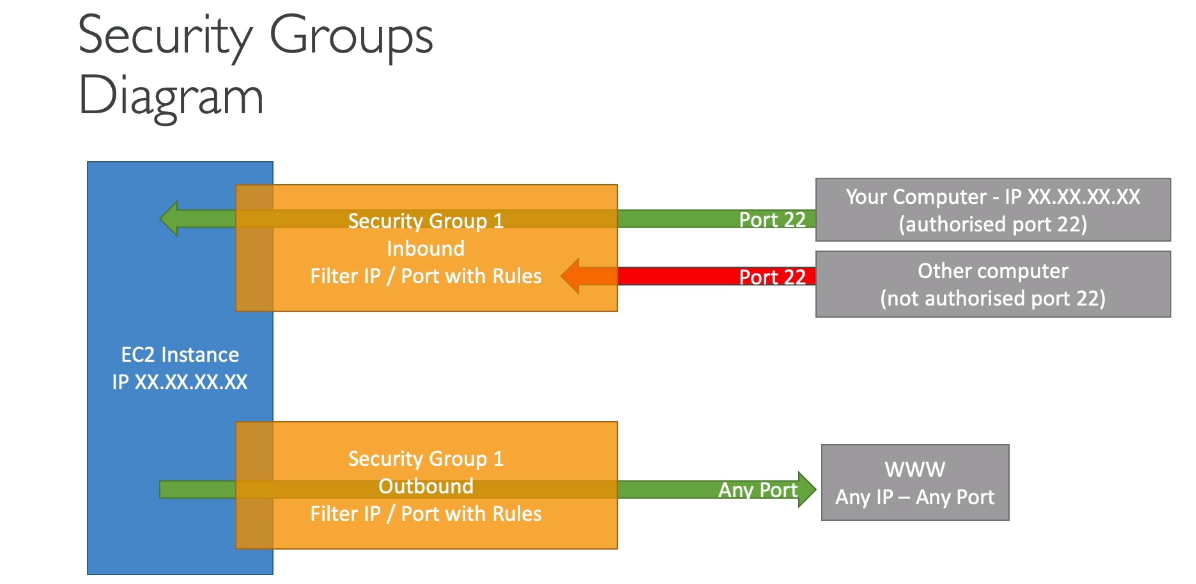 Security Groups
Diagram
Security Group 1
Inbound
Filter IP / Port with Rules
Port 22
Your Computer - IP XX.XX.XX.XX
(authorised port 22)
Port 22
Other computer
(not authorised port 22)
EC2 Instance
IP XX.XX.XX.XX
Security Group 1
Outbound
Filter IP / Port with Rules
Any Port
WWW
Any IP – Any Port